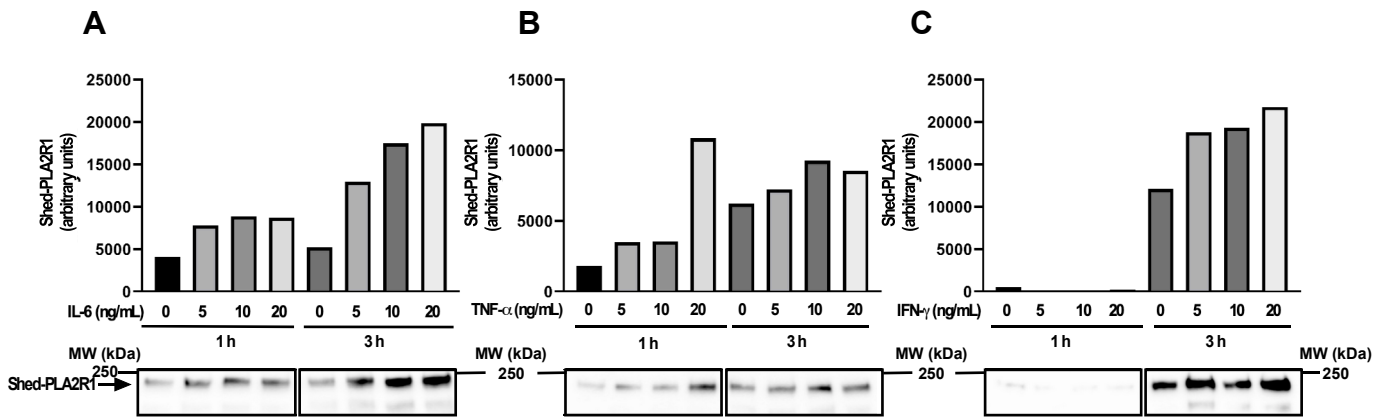 A
Shed-PLA2R1
(arbitrary units)
25000
20000
15000
10000
5000
0
IL-6 (ng/mL) 0 5 10 20 0 5 10 20
1 h 3 h
MW (kDa)
250
Shed-PLA2R1
B
Shed-PLA2R1
(arbitrary units)
15000
10000
5000
0
TNF-α (ng/mL) 0 5 10 20 0 5 10 20
1 h 3 h
MW (kDa)
250
C
Shed-PLA2R1
(arbitrary units)
25000
20000
15000
10000
5000
0
IFN-γ (ng/mL) 0 5 10 20 0 5 10 20
1 h 3 h
MW (kDa)
250